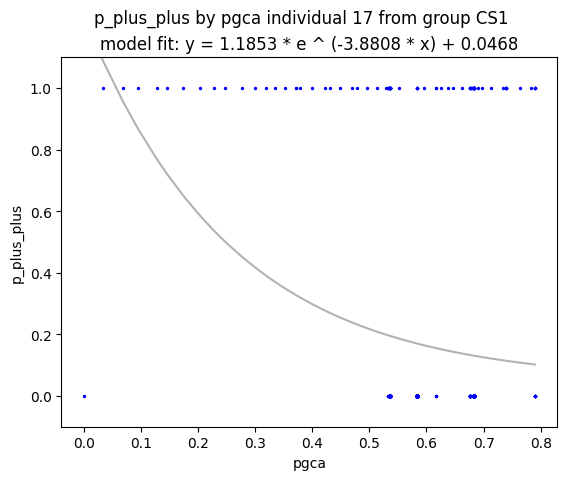 p_plus_plus by pgca individual 17 from group CS1
model fit: y = 1.1853 * e ^ (-3.8808 * x) + 0.0468
p_plus_plus
1.0
0.8
0.6
0.4
0.2
0.0
0.0 0.1 0.2 0.3 0.4 0.5 0.6 0.7 0.8
pgca